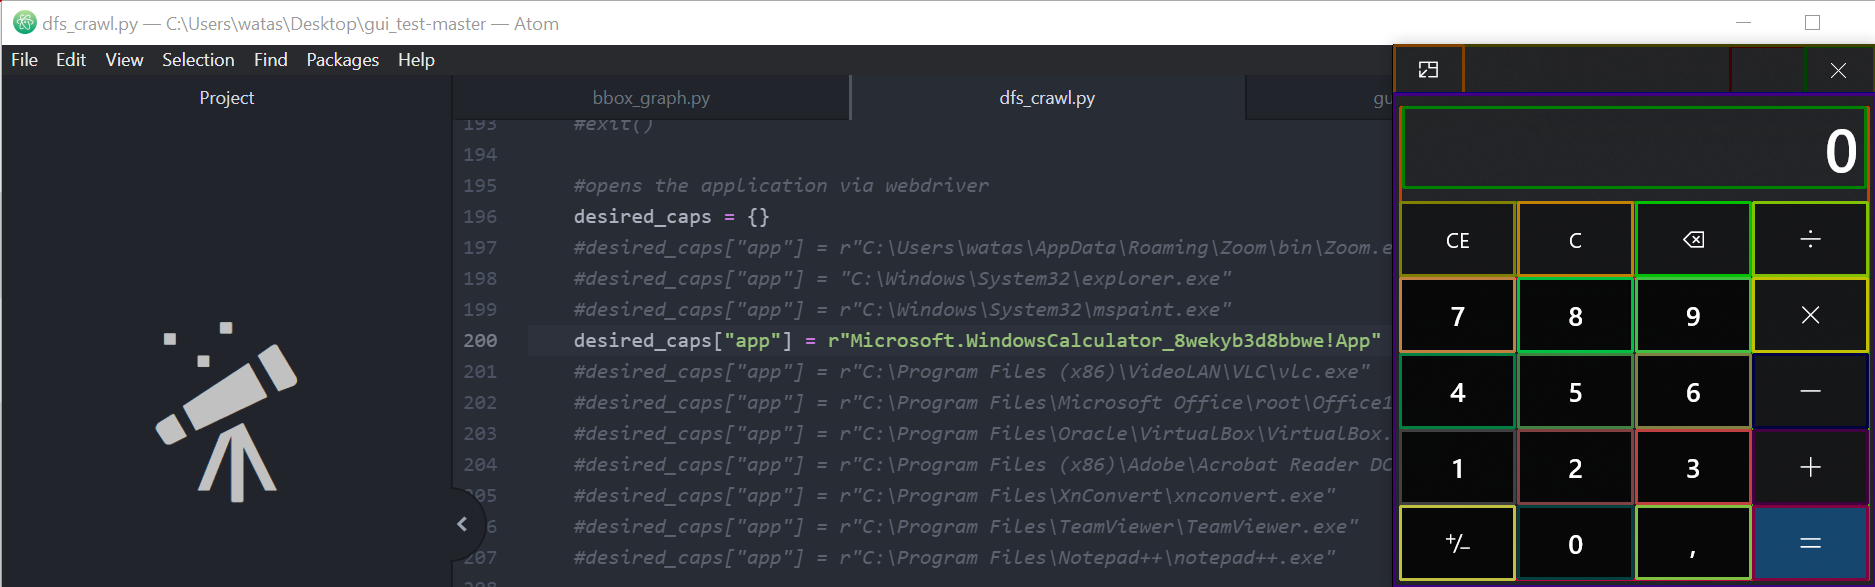 dfs_crawl.py — C:\Users\watas\Desktop\gui_test-master — Atom
File Edit View Selection Find Packages Help
Project
bbox_graph.py
dfs_crawl.py
gu
193 #exit()
194
195 #opens the application via webdriver
196 desired_caps = {}
197 #desired_caps["app"] = r"C:\Users\watas\AppData\Roaming\Zoom\bin\Zoom.e
198 #desired_caps["app"] = "C:\Windows\System32\explorer.exe"
199 #desired_caps["app"] = r"C:\Windows\System32\mspaint.exe"
200 desired_caps["app"] = r"Microsoft.WindowsCalculator_8wekyb3d8bbwe!App"
201 #desired_caps["app"] = r"C:\Program Files (x86)\VideoLAN\VLC\vlc.exe"
202 #desired_caps["app"] = r"C:\Program Files\Microsoft Office\root\Office1
203 #desired_caps["app"] = r"C:\Program Files\Oracle\VirtualBox\VirtualBox.
204 #desired_caps["app"] = r"C:\Program Files (x86)\Adobe\Acrobat Reader DC
205 #desired_caps["app"] = r"C:\Program Files\XnConvert\xnconvert.exe"
6 #desired_caps["app"] = r"C:\Program Files\TeamViewer\TeamViewer.exe"
207 #desired_caps["app"] = r"C:\Program Files\Notepad++\notepad++.exe"
0
CE C ÷
7 8 9 ×
4 5 6 −
1 2 3 +
+/− 0 , =